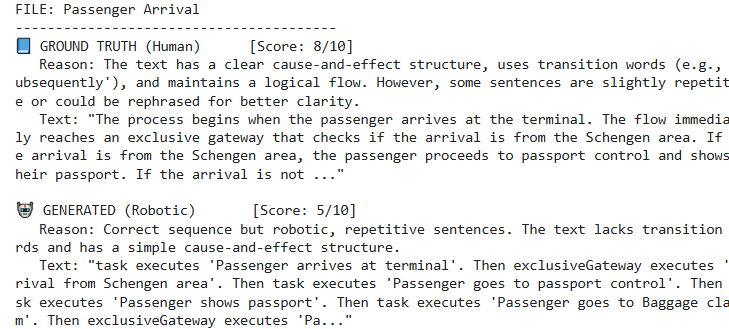 FILE: Passenger Arrival
----------------------------------------
GROUND TRUTH (Human) [Score: 8/10]
Reason: The text has a clear cause-and-effect structure, uses transition words (e.g.,
ubsequently'), and maintains a logical flow. However, some sentences are slightly repetit
e or could be rephrased for better clarity.
Text: "The process begins when the passenger arrives at the terminal. The flow immedia
ly reaches an exclusive gateway that checks if the arrival is from the Schengen area. If
e arrival is from the Schengen area, the passenger proceeds to passport control and shows
heir passport. If the arrival is not ..."
GENERATED (Robotic) [Score: 5/10]
Reason: Correct sequence but robotic, repetitive sentences. The text lacks transition
rds and has a simple cause-and-effect structure.
Text: "task executes 'Passenger arrives at terminal'. Then exclusiveGateway executes '
rival from Schengen area'. Then task executes 'Passenger goes to passport control'. Then
sk executes 'Passenger shows passport'. Then task executes 'Passenger goes to Baggage cla
m'. Then exclusiveGateway executes 'Pa..."